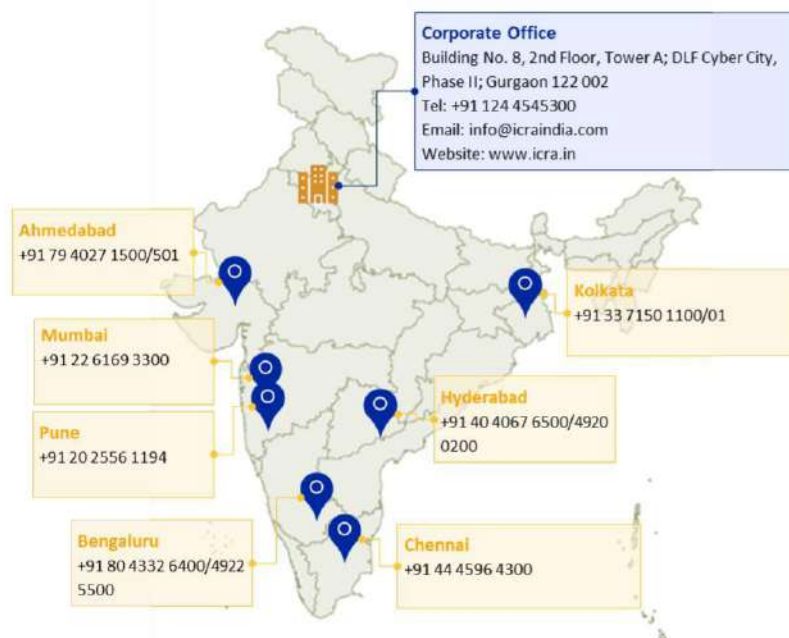 Corporate Office
Building No. 8, 2nd Floor, Tower A; DLF Cyber City,
Phase II; Gurgaon 122 002
Tel: +91 124 4545300
Email: info@icraindia.com
Website: www.icra.in
Ahmedabad
+91 79 4027 1500/501
Kolkata
+91 33 7150 1100/01
Mumbai
+91 22 6169 3300
Hyderabad
+91 40 4067 6500/4920
0200
Pune
+91 20 2556 1194
Bengaluru
+91 80 4332 6400/4922
5500
Chennai
+91 44 4596 4300